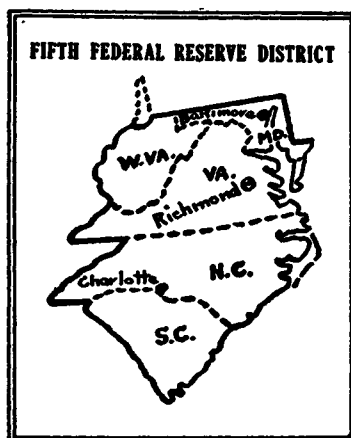 FIFTH FEDERAL RESERVE DISTRICT
Baltimore
MD.
W.VA.
VA.
Richmond
Charlotte
N.C.
S.C.